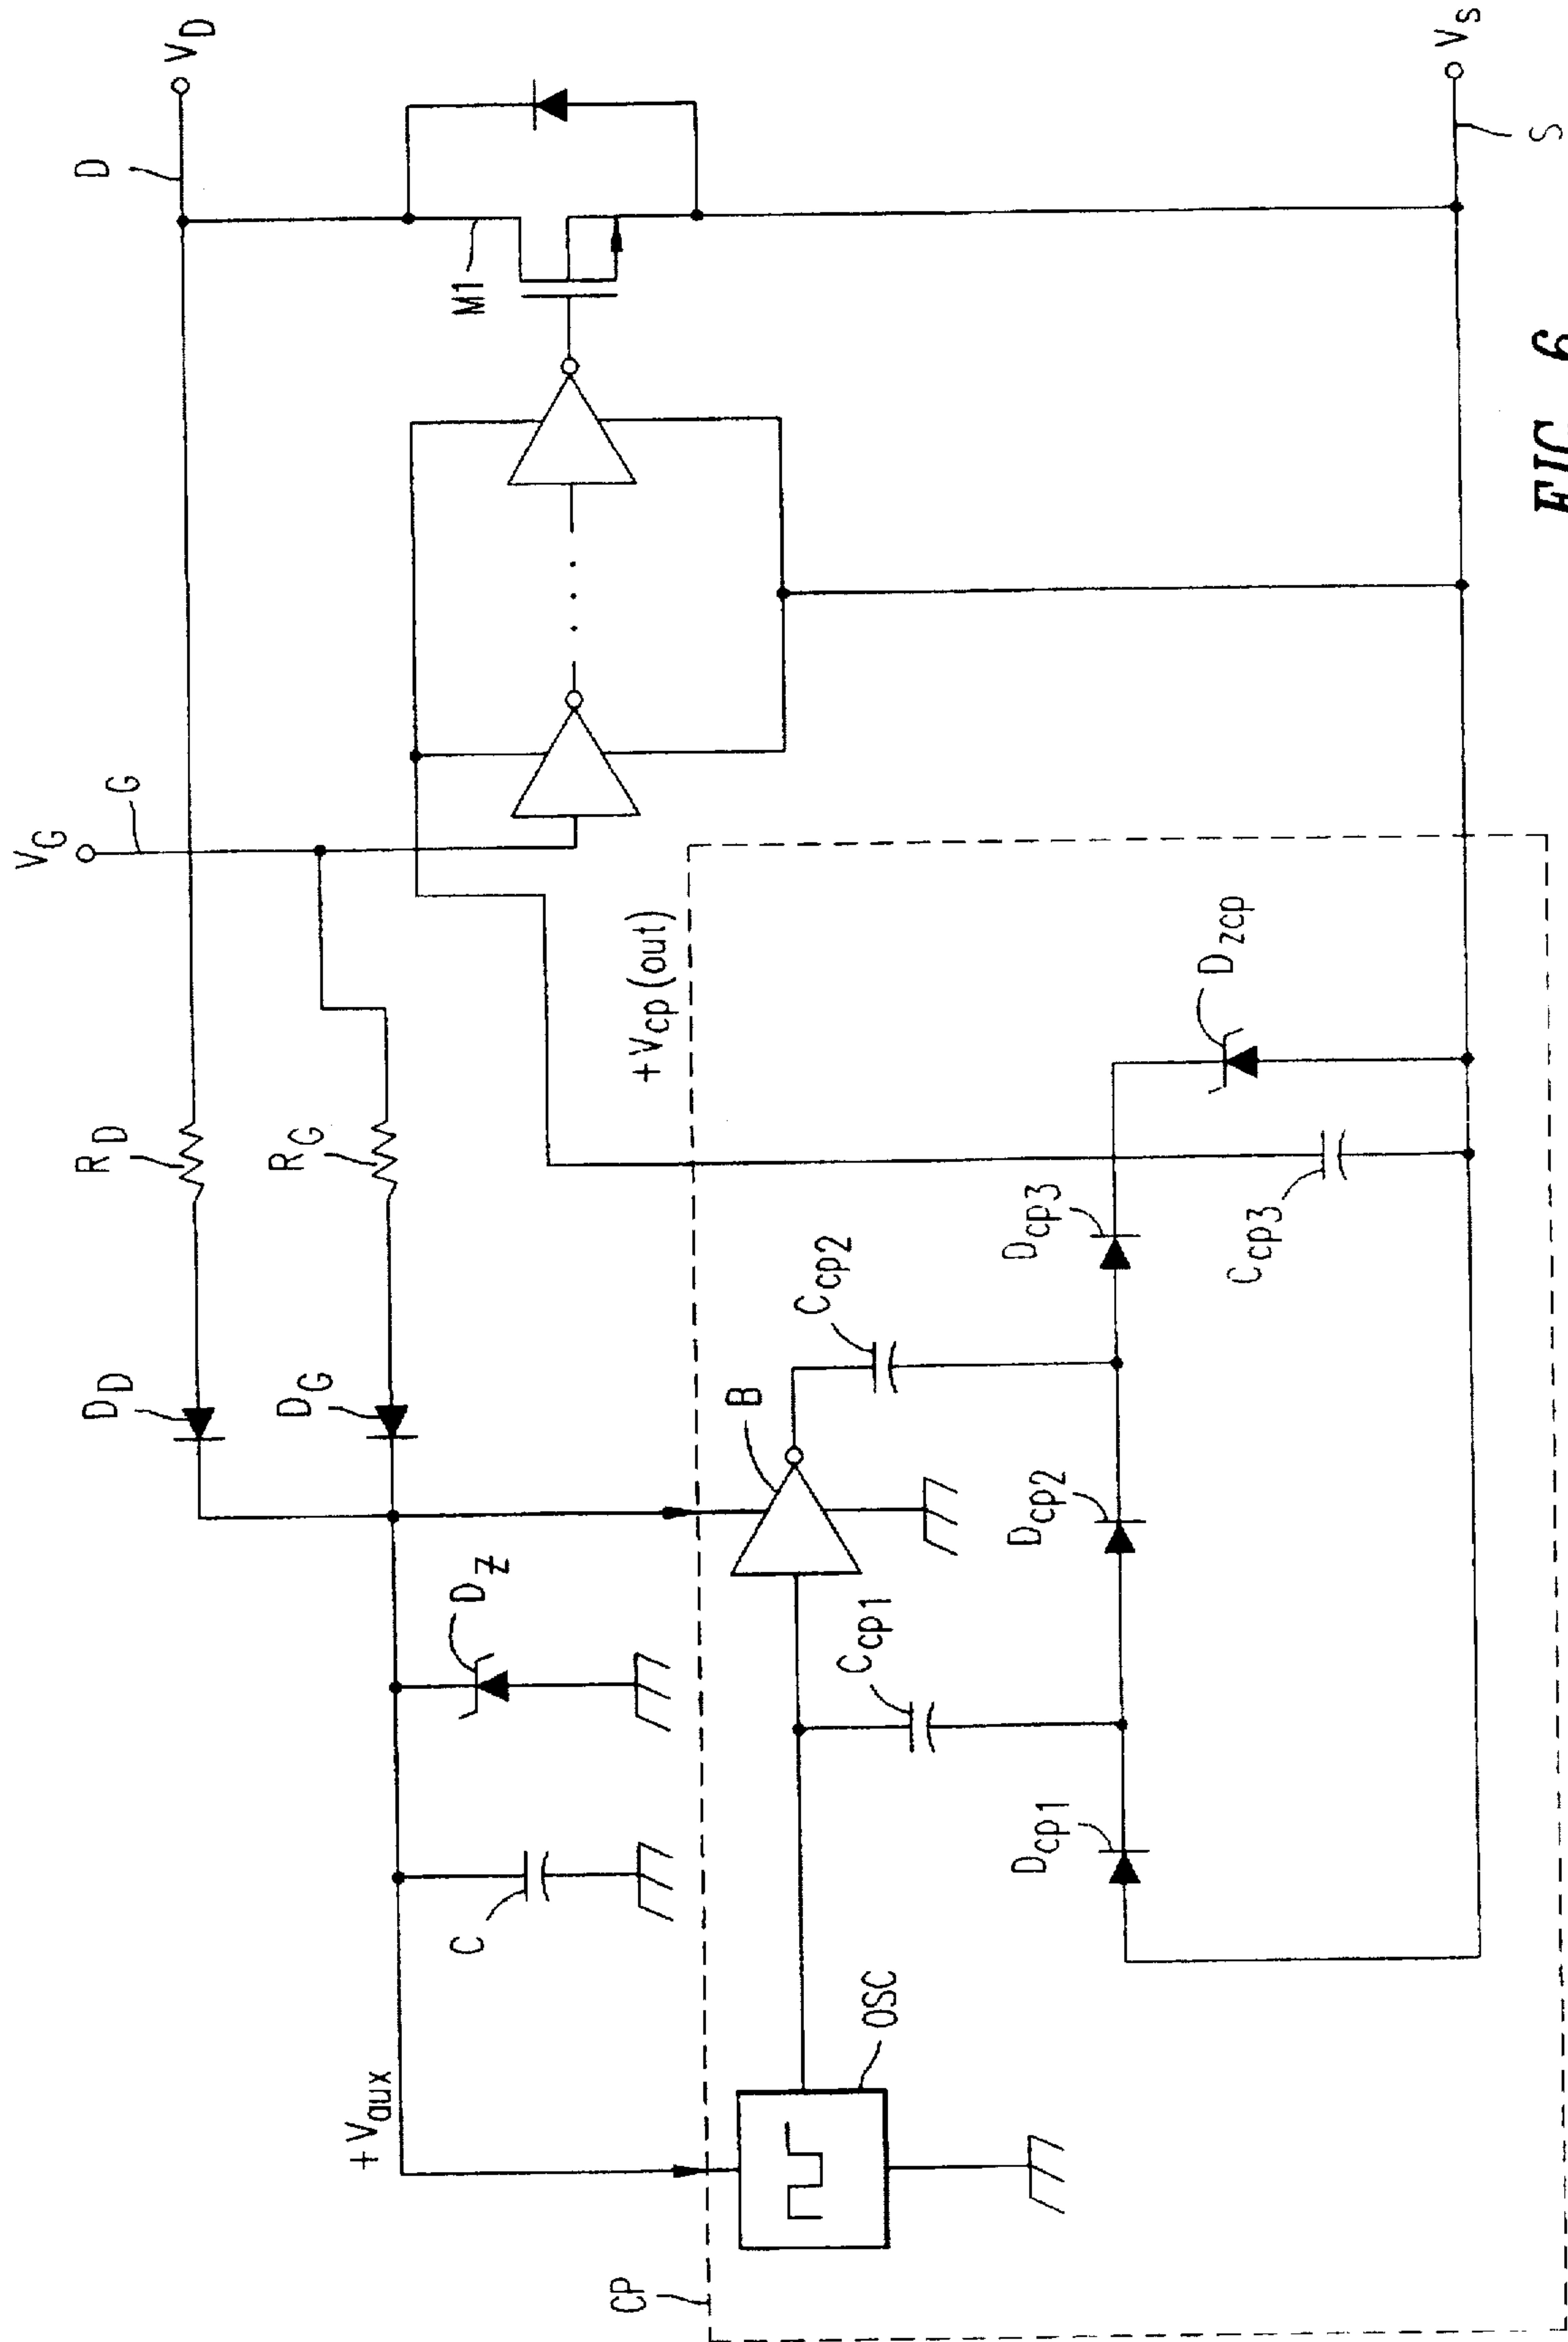 V_D
D
V_G
G
R_D
D_D
R_G
D_G
M1
+V_aux
D_Z
C
+V_cp (out)
B
C_cp2
C_cp1
OSC
CP
D_cp1
D_cp2
D_cp3
C_cp3
D_zcp
V_s
S
FIG. 6